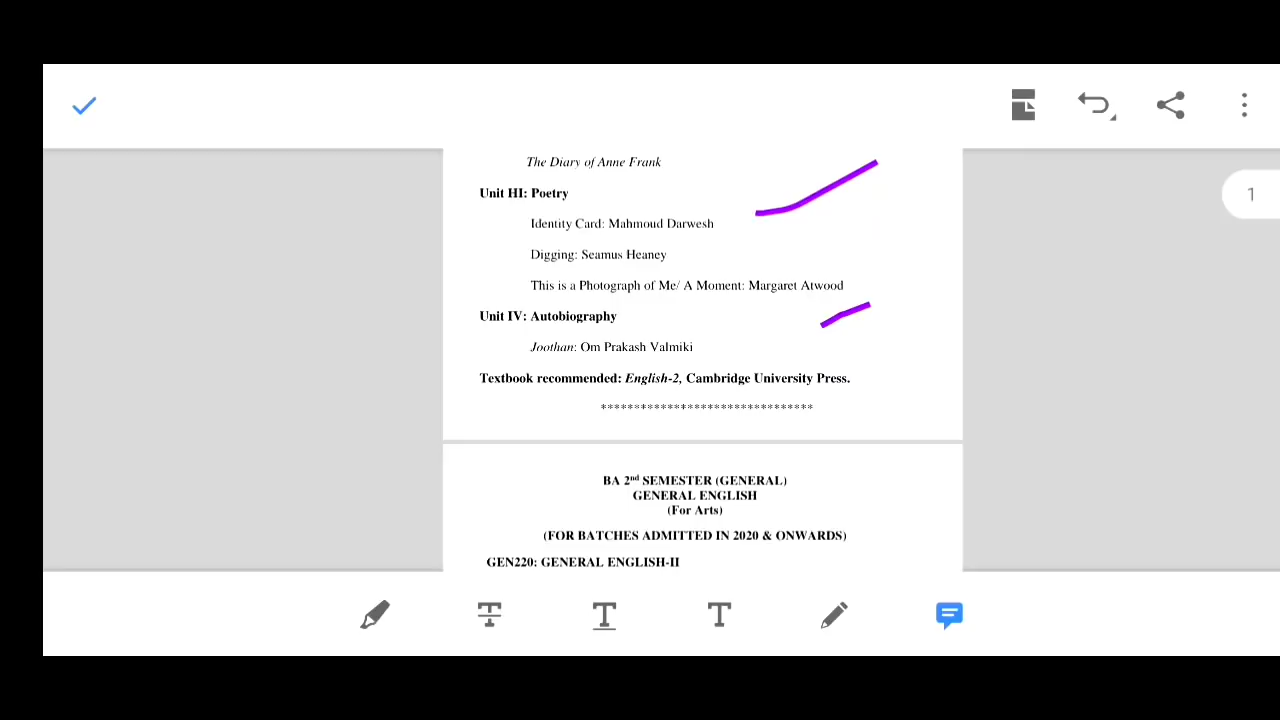 The Diary of Anne Frank
Unit HI: Poetry
Identity Card: Mahmoud Darwesh
Digging: Seamus Heaney
This is a Photograph of Me/ A Moment: Margaret Atwood
Unit IV: Autobiography
Joothan: Om Prakash Valmiki
Textbook recommended: English-2, Cambridge University Press.
********************************
1
BA 2nd SEMESTER (GENERAL)
GENERAL ENGLISH
(For Arts)
(FOR BATCHES ADMITTED IN 2020 & ONWARDS)
GEN220: GENERAL ENGLISH-II